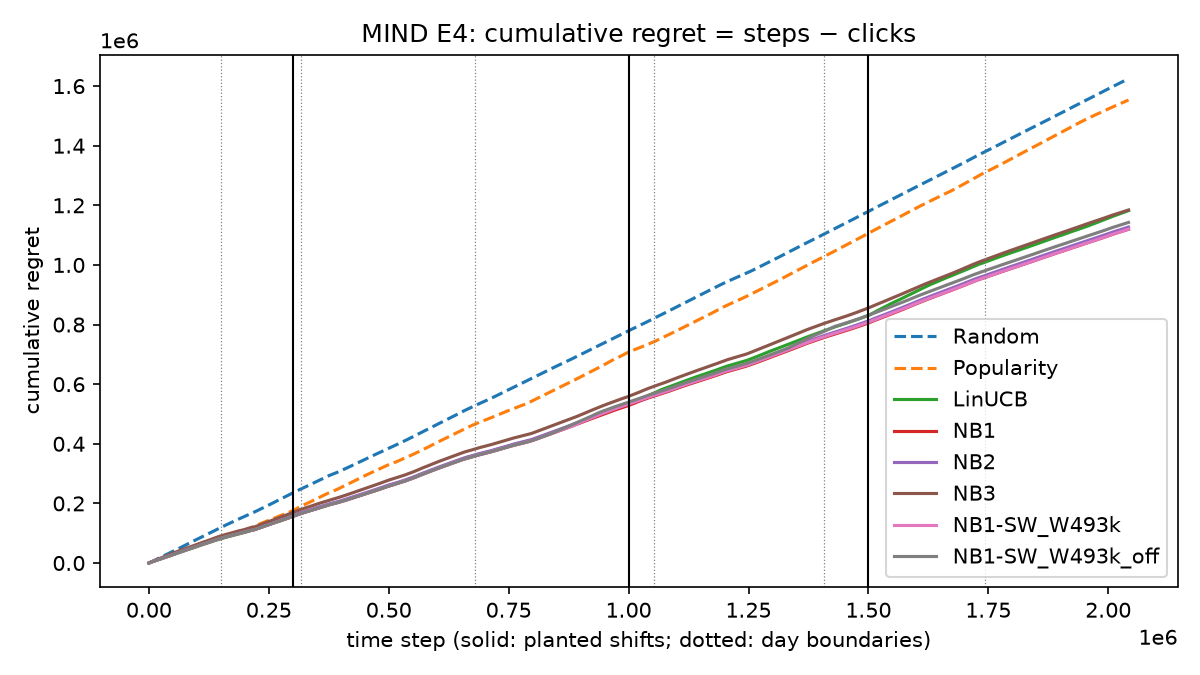 MIND E4: cumulative regret = steps − clicks
1e6
1.6
1.4
1.2
1.0
0.8
0.6
0.4
0.2
0.0
cumulative regret
Random
Popularity
LinUCB
NB1
NB2
NB3
NB1-SW_W493k
NB1-SW_W493k_off
0.00 0.25 0.50 0.75 1.00 1.25 1.50 1.75 2.00
time step (solid: planted shifts; dotted: day boundaries)
1e6